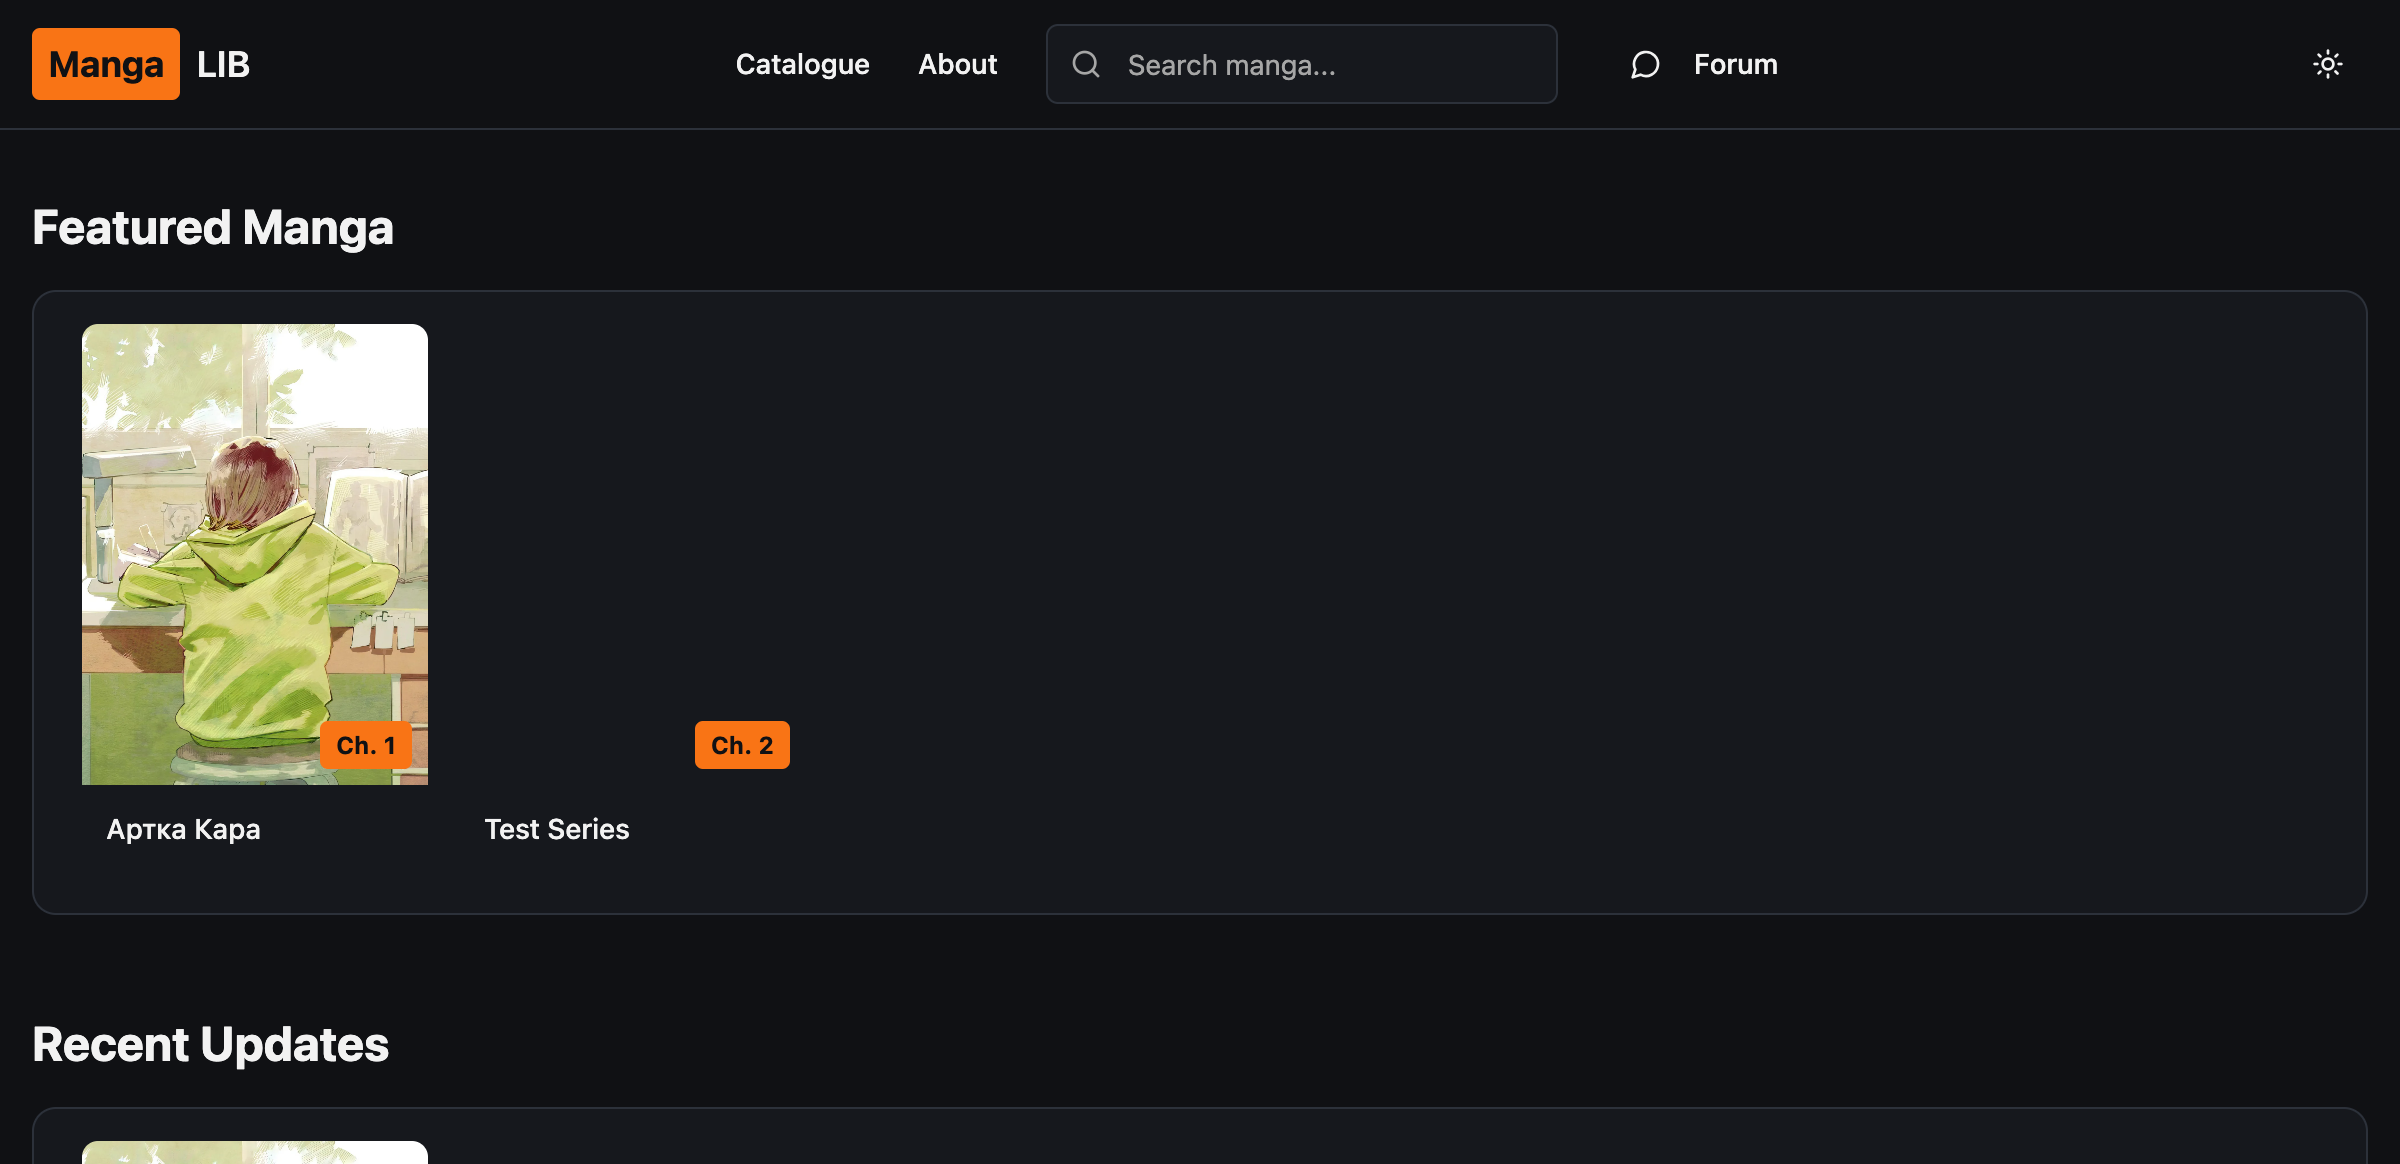 Manga LIB
Catalogue
About
Search manga...
Forum
Featured Manga
Ch. 1
Ch. 2
Артка Кара
Test Series
Recent Updates